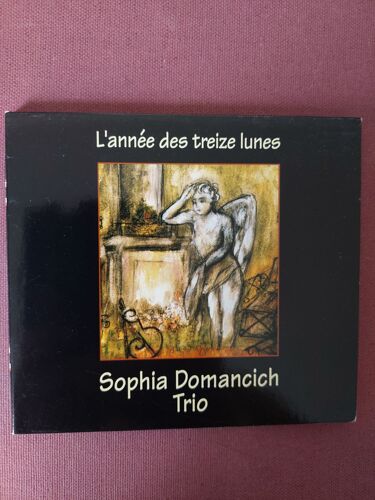 L'année des treize lunes
Sophia Domancich
Trio